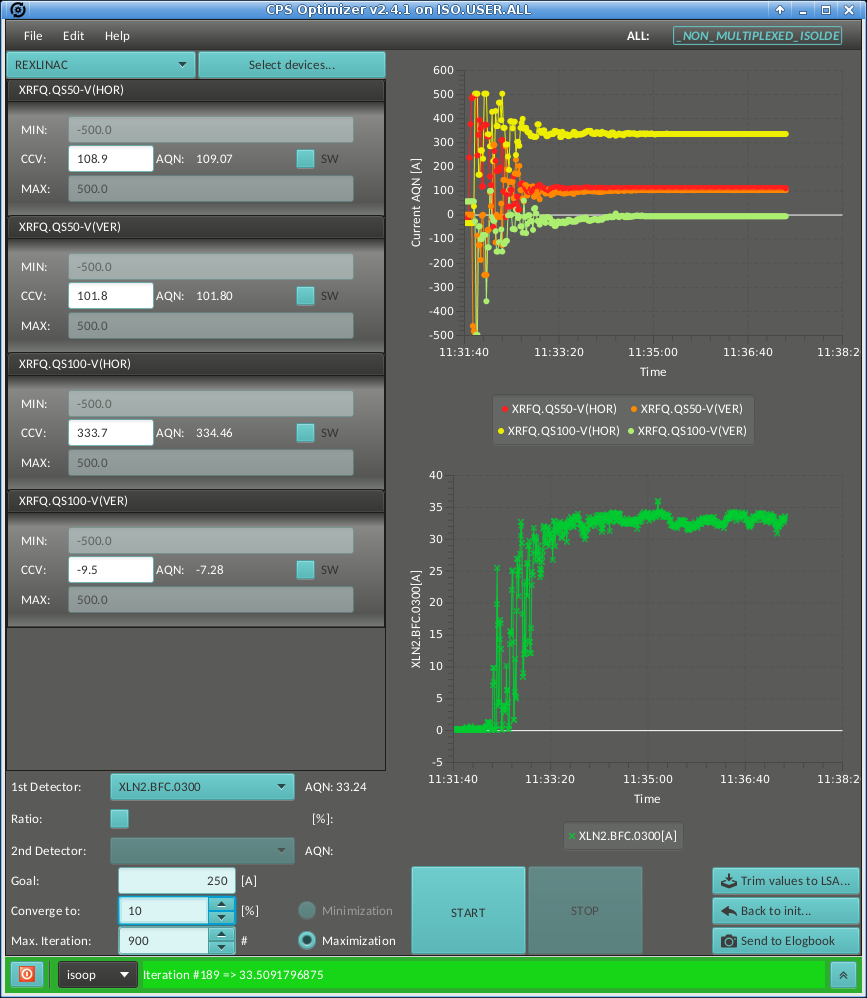 CPS Optimizer v2.4.1 on ISO.USER.ALL
File Edit Help ALL: _NON_MULTIPLEXED_ISOLDE
REXLINAC Select devices...
XRFQ.QS50-V(HOR)
MIN: -500.0
CCV: 108.9 AQN: 109.07 SW
MAX: 500.0
XRFQ.QS50-V(VER)
MIN: -500.0
CCV: 101.8 AQN: 101.80 SW
MAX: 500.0
XRFQ.QS100-V(HOR)
MIN: -500.0
CCV: 333.7 AQN: 334.46 SW
MAX: 500.0
XRFQ.QS100-V(VER)
MIN: -500.0
CCV: -9.5 AQN: -7.28 SW
MAX: 500.0
Current AQN [A]
600
500
400
300
200
100
0
-100
-200
-300
-400
-500
11:31:40 11:33:20 11:35:00 11:36:40 11:38:2
Time
XRFQ.QS50-V(HOR) XRFQ.QS50-V(VER)
XRFQ.QS100-V(HOR) XRFQ.QS100-V(VER)
XLN2.BFC.0300[A]
40
35
30
25
20
15
10
5
0
-5
11:31:40 11:33:20 11:35:00 11:36:40 11:38:2
Time
XLN2.BFC.0300[A]
1st Detector: XLN2.BFC.0300 AQN: 33.24
Ratio: [%]:
2nd Detector: AQN:
Goal: 250 [A]
Converge to: 10 [%] Minimization
Max. Iteration: 900 # Maximization
START STOP
Trim values to LSA...
Back to init...
Send to Elogbook
isoop Iteration #189 => 33.5091796875